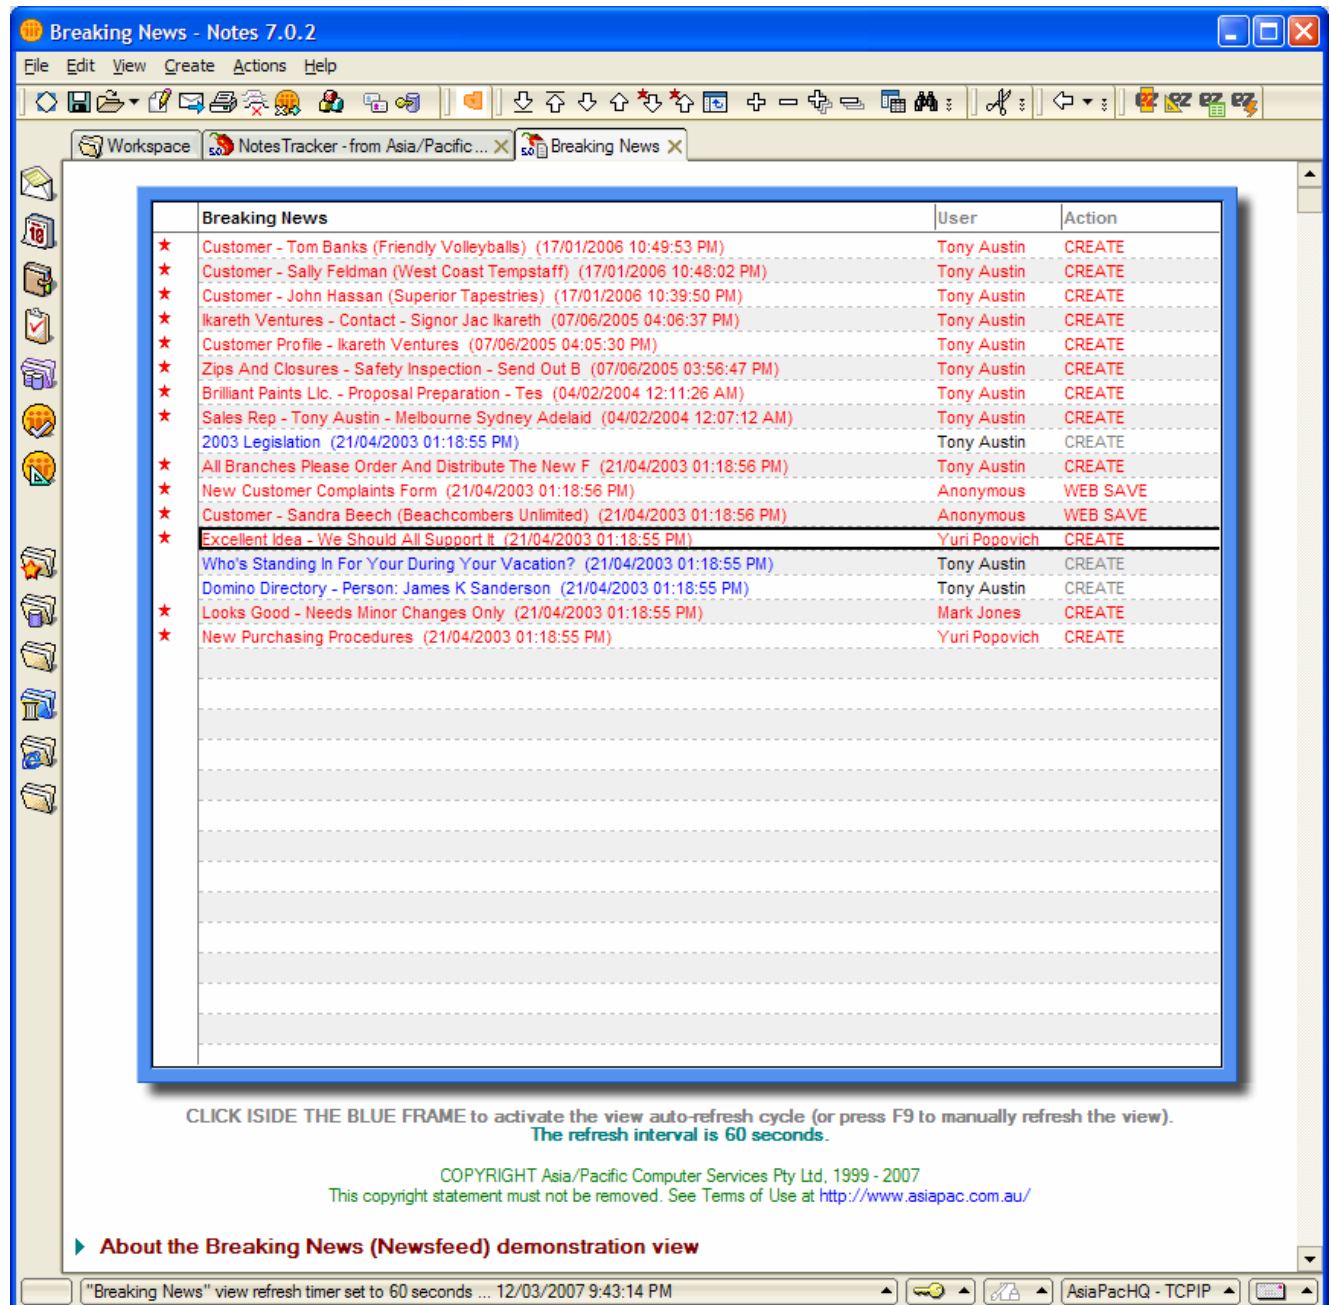 Breaking News - Notes 7.0.2
File Edit View Create Actions Help
Workspace NotesTracker - from Asia/Pacific ... Breaking News
Breaking News User Action
Customer - Tom Banks (Friendly Volleyballs) (17/01/2006 10:49:53 PM) Tony Austin CREATE
Customer - Sally Feldman (West Coast Tempstaff) (17/01/2006 10:48:02 PM) Tony Austin CREATE
Customer - John Hassan (Superior Tapestries) (17/01/2006 10:39:50 PM) Tony Austin CREATE
Ikareth Ventures - Contact - Signor Jac Ikareth (07/06/2005 04:06:37 PM) Tony Austin CREATE
Customer Profile - Ikareth Ventures (07/06/2005 04:05:30 PM) Tony Austin CREATE
Zips And Closures - Safety Inspection - Send Out B (07/06/2005 03:56:47 PM) Tony Austin CREATE
Brilliant Paints Llc. - Proposal Preparation - Tes (04/02/2004 12:11:26 AM) Tony Austin CREATE
Sales Rep - Tony Austin - Melbourne Sydney Adelaid (04/02/2004 12:07:12 AM) Tony Austin CREATE
2003 Legislation (21/04/2003 01:18:55 PM) Tony Austin CREATE
All Branches Please Order And Distribute The New F (21/04/2003 01:18:56 PM) Tony Austin CREATE
New Customer Complaints Form (21/04/2003 01:18:56 PM) Anonymous WEB SAVE
Customer - Sandra Beech (Beachcombers Unlimited) (21/04/2003 01:18:56 PM) Anonymous WEB SAVE
Excellent Idea - We Should All Support It (21/04/2003 01:18:55 PM) Yuri Popovich CREATE
Who's Standing In For Your During Your Vacation? (21/04/2003 01:18:55 PM) Tony Austin CREATE
Domino Directory - Person: James K Sanderson (21/04/2003 01:18:55 PM) Tony Austin CREATE
Looks Good - Needs Minor Changes Only (21/04/2003 01:18:55 PM) Mark Jones CREATE
New Purchasing Procedures (21/04/2003 01:18:55 PM) Yuri Popovich CREATE
CLICK ISIDE THE BLUE FRAME to activate the view auto-refresh cycle (or press F9 to manually refresh the view).
The refresh interval is 60 seconds.
COPYRIGHT Asia/Pacific Computer Services Pty Ltd, 1999 - 2007
This copyright statement must not be removed. See Terms of Use at http://www.asiapac.com.au/
About the Breaking News (Newsfeed) demonstration view
"Breaking News" view refresh timer set to 60 seconds ... 12/03/2007 9:43:14 PM AsiaPacHQ - TCPIP